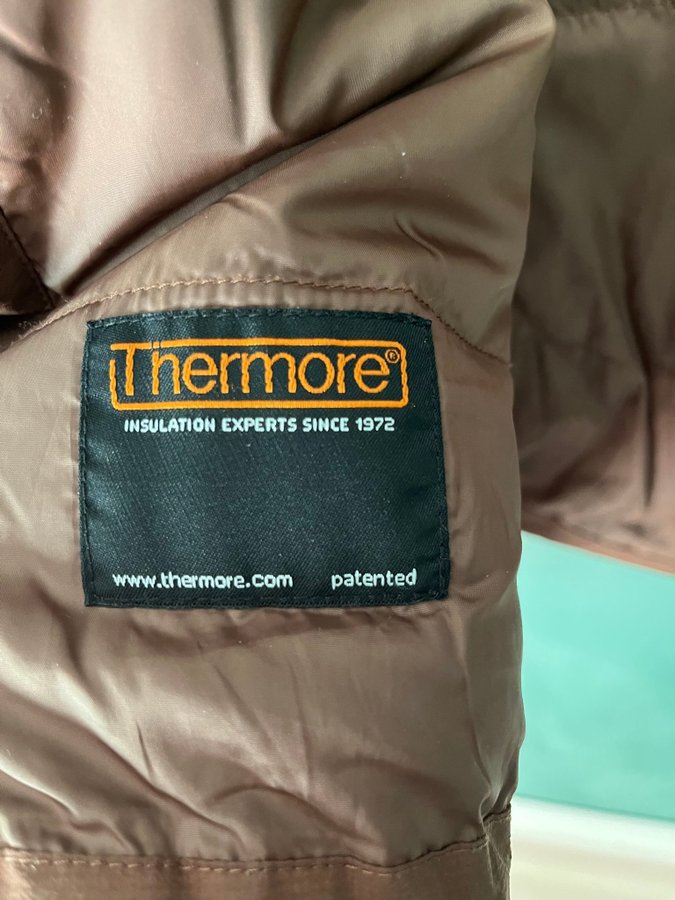 Thermore®
INSULATION EXPERTS SINCE 1972
www.thermore.com patented